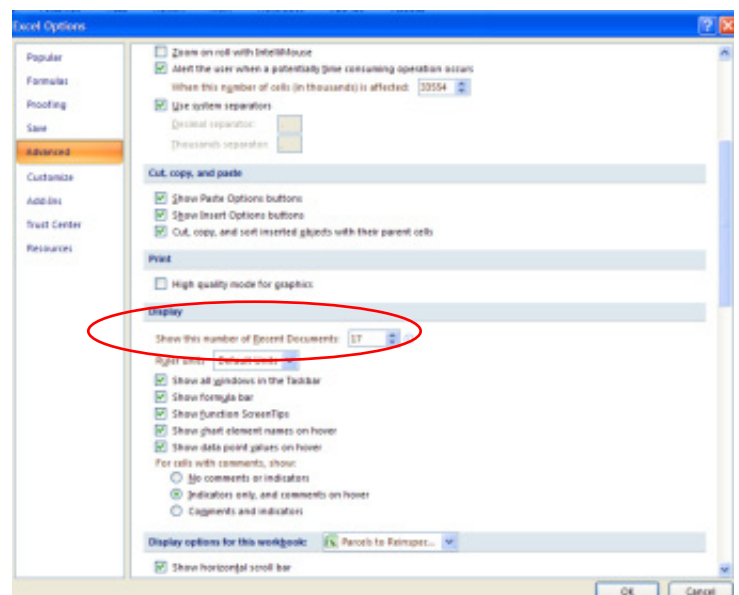 Excel Options
Popular
Formulas
Proofing
Save
Advanced
Customize
Add-Ins
Trust Center
Resources
Zoom on roll with IntelliMouse
Alert the user when a potentially time consuming operation occurs
When this number of cells (in thousands) is affected: 33554
Use system separators
Decimal separator:
Thousands separator:
Cut, copy, and paste
Show Paste Options buttons
Show Insert Options buttons
Cut, copy, and sort inserted objects with their parent cells
Print
High quality mode for graphics
Display
Show this number of Recent Documents: 17
Ruler units Default Units
Show all windows in the Taskbar
Show formula bar
Show function ScreenTips
Show chart element names on hover
Show data point values on hover
For cells with comments, show:
No comments or indicators
Indicators only, and comments on hover
Comments and indicators
Display options for this workbook: Parcels to Reinspec...
Show horizontal scroll bar
OK Cancel